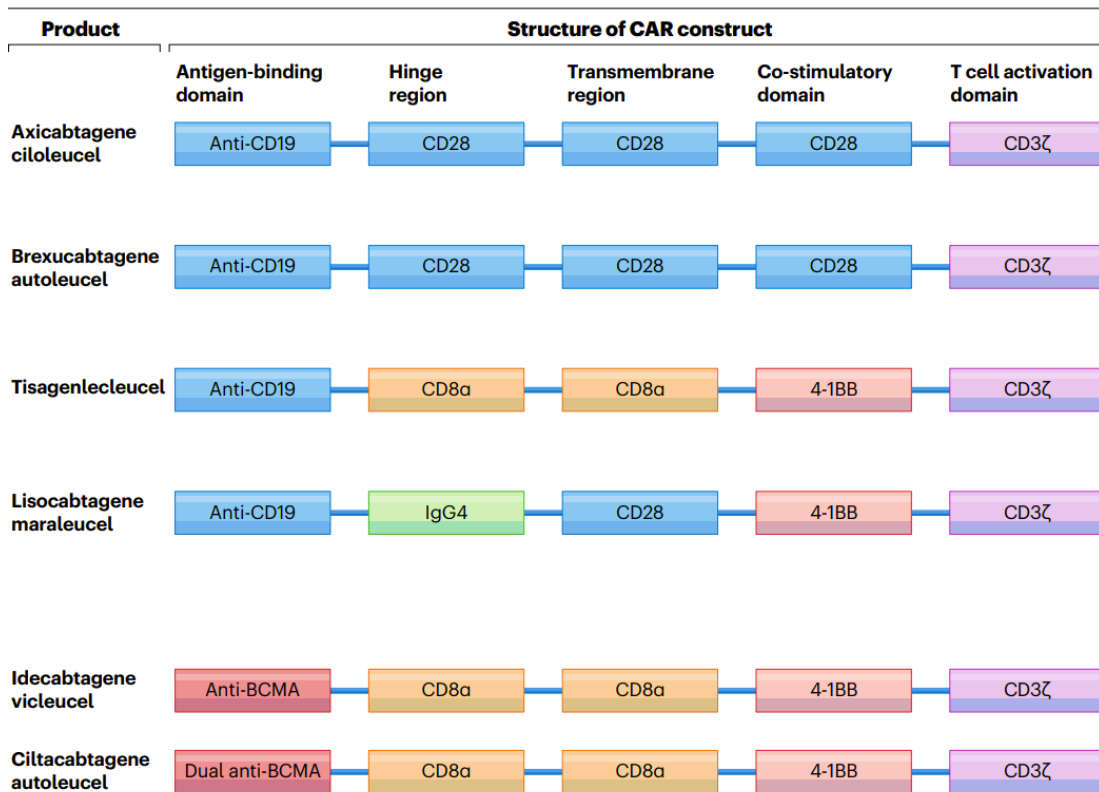 Product
Structure of CAR construct
Antigen-binding
domain
Hinge
region
Transmembrane
region
Co-stimulatory
domain
T cell activation
domain
Axicabtagene
ciloleucel
Anti-CD19
CD28
CD28
CD28
CD3ζ
Brexucabtagene
autoleucel
Anti-CD19
CD28
CD28
CD28
CD3ζ
Tisagenlecleucel
Anti-CD19
CD8α
CD8α
4-1BB
CD3ζ
Lisocabtagene
maraleucel
Anti-CD19
IgG4
CD28
4-1BB
CD3ζ
Idecabtagene
vicleucel
Anti-BCMA
CD8α
CD8α
4-1BB
CD3ζ
Ciltacabtagene
autoleucel
Dual anti-BCMA
CD8α
CD8α
4-1BB
CD3ζ